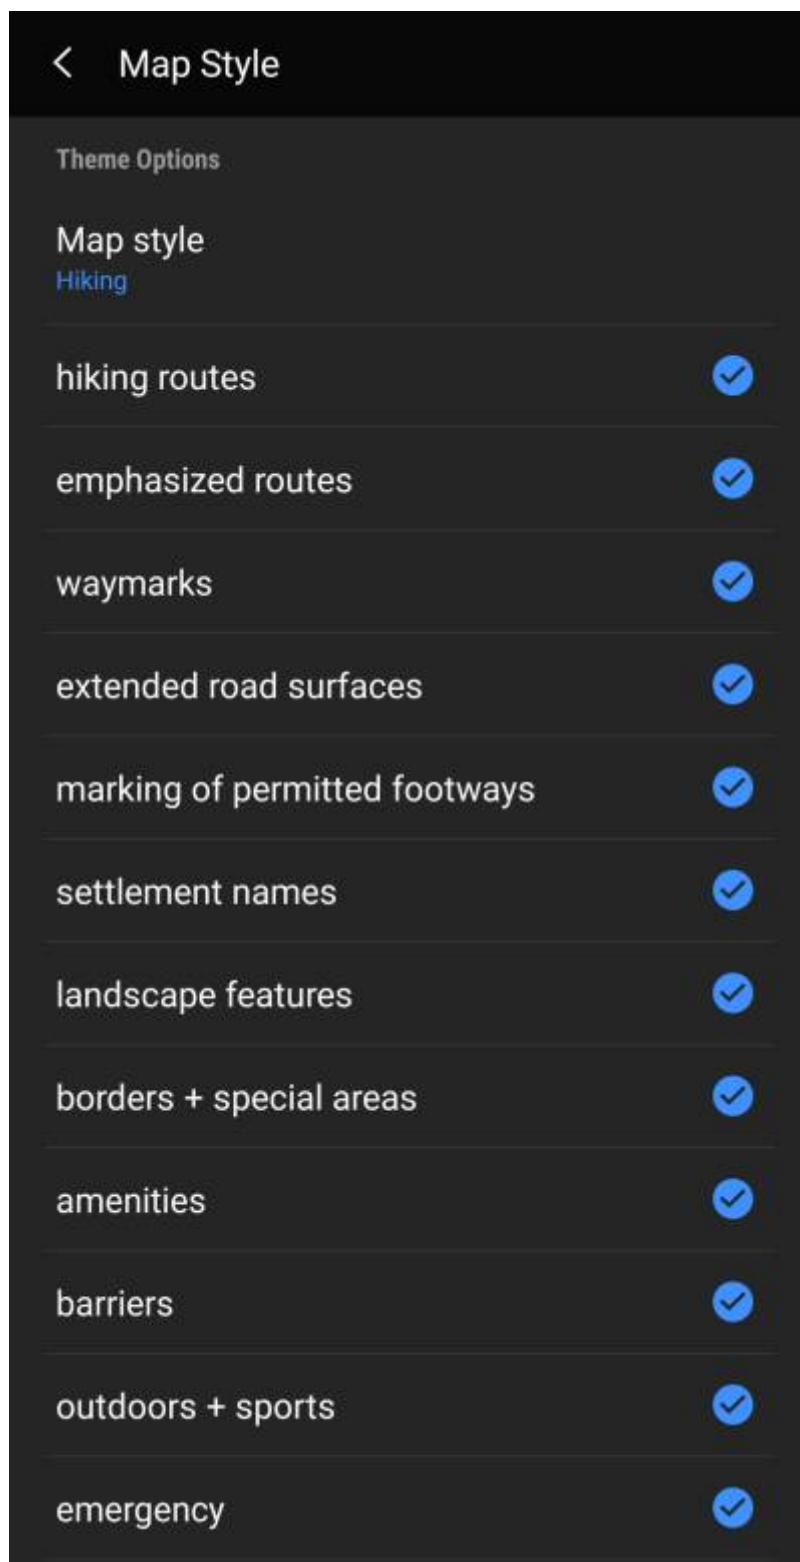 Map Style
Theme Options
Map style
Hiking
hiking routes
emphasized routes
waymarks
extended road surfaces
marking of permitted footways
settlement names
landscape features
borders + special areas
amenities
barriers
outdoors + sports
emergency